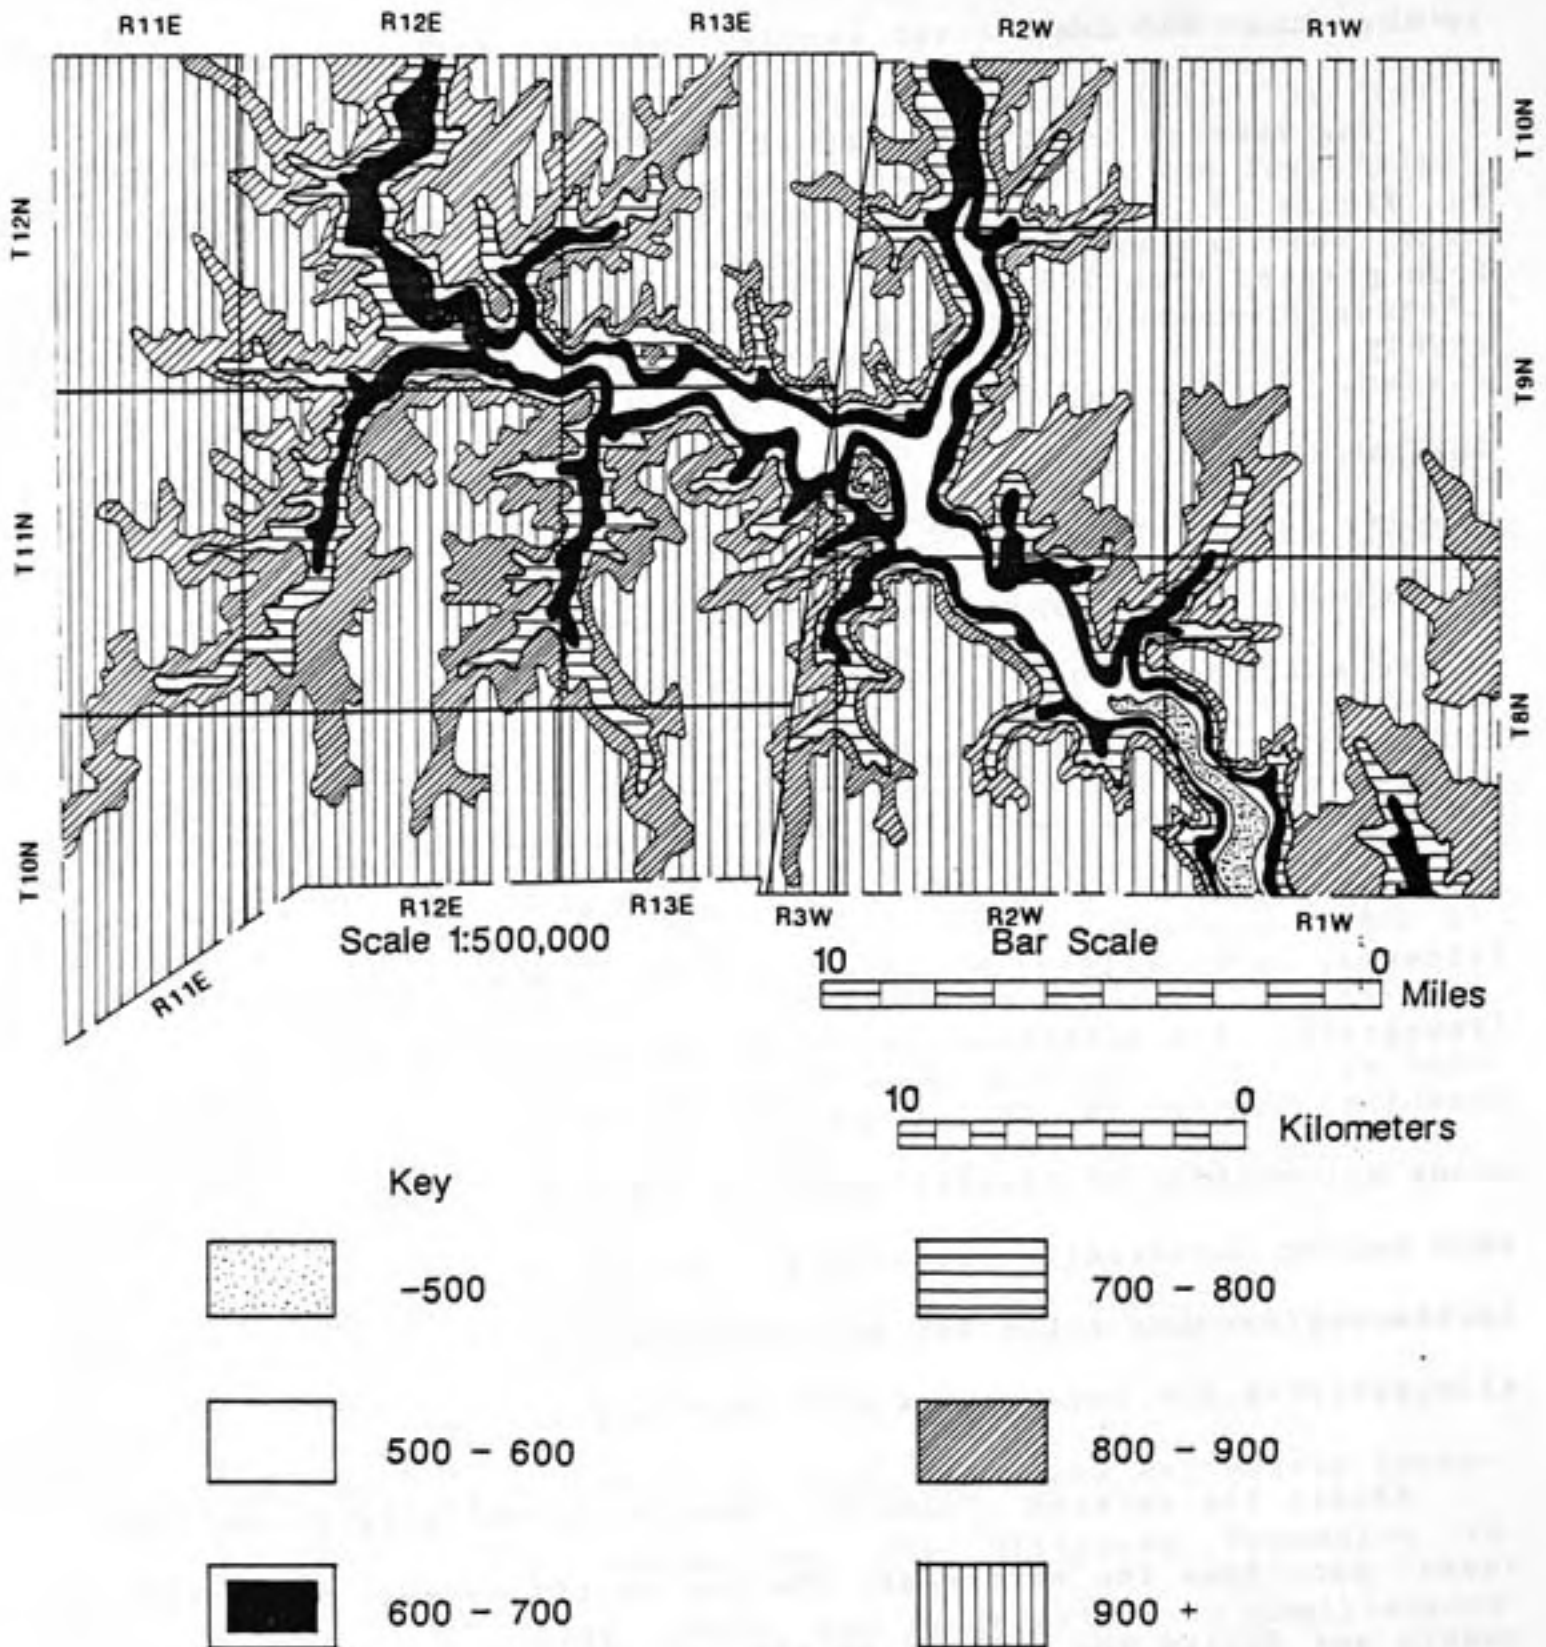 R11E R12E R13E R2W R1W
T10N
T12N
T9N
T11N
T8N
T10N
R11E R12E R13E R3W R2W R1W
Scale 1:500,000
Bar Scale
10 0
Miles
10 0
Kilometers
Key
-500
700 - 800
500 - 600
800 - 900
600 - 700
900 +